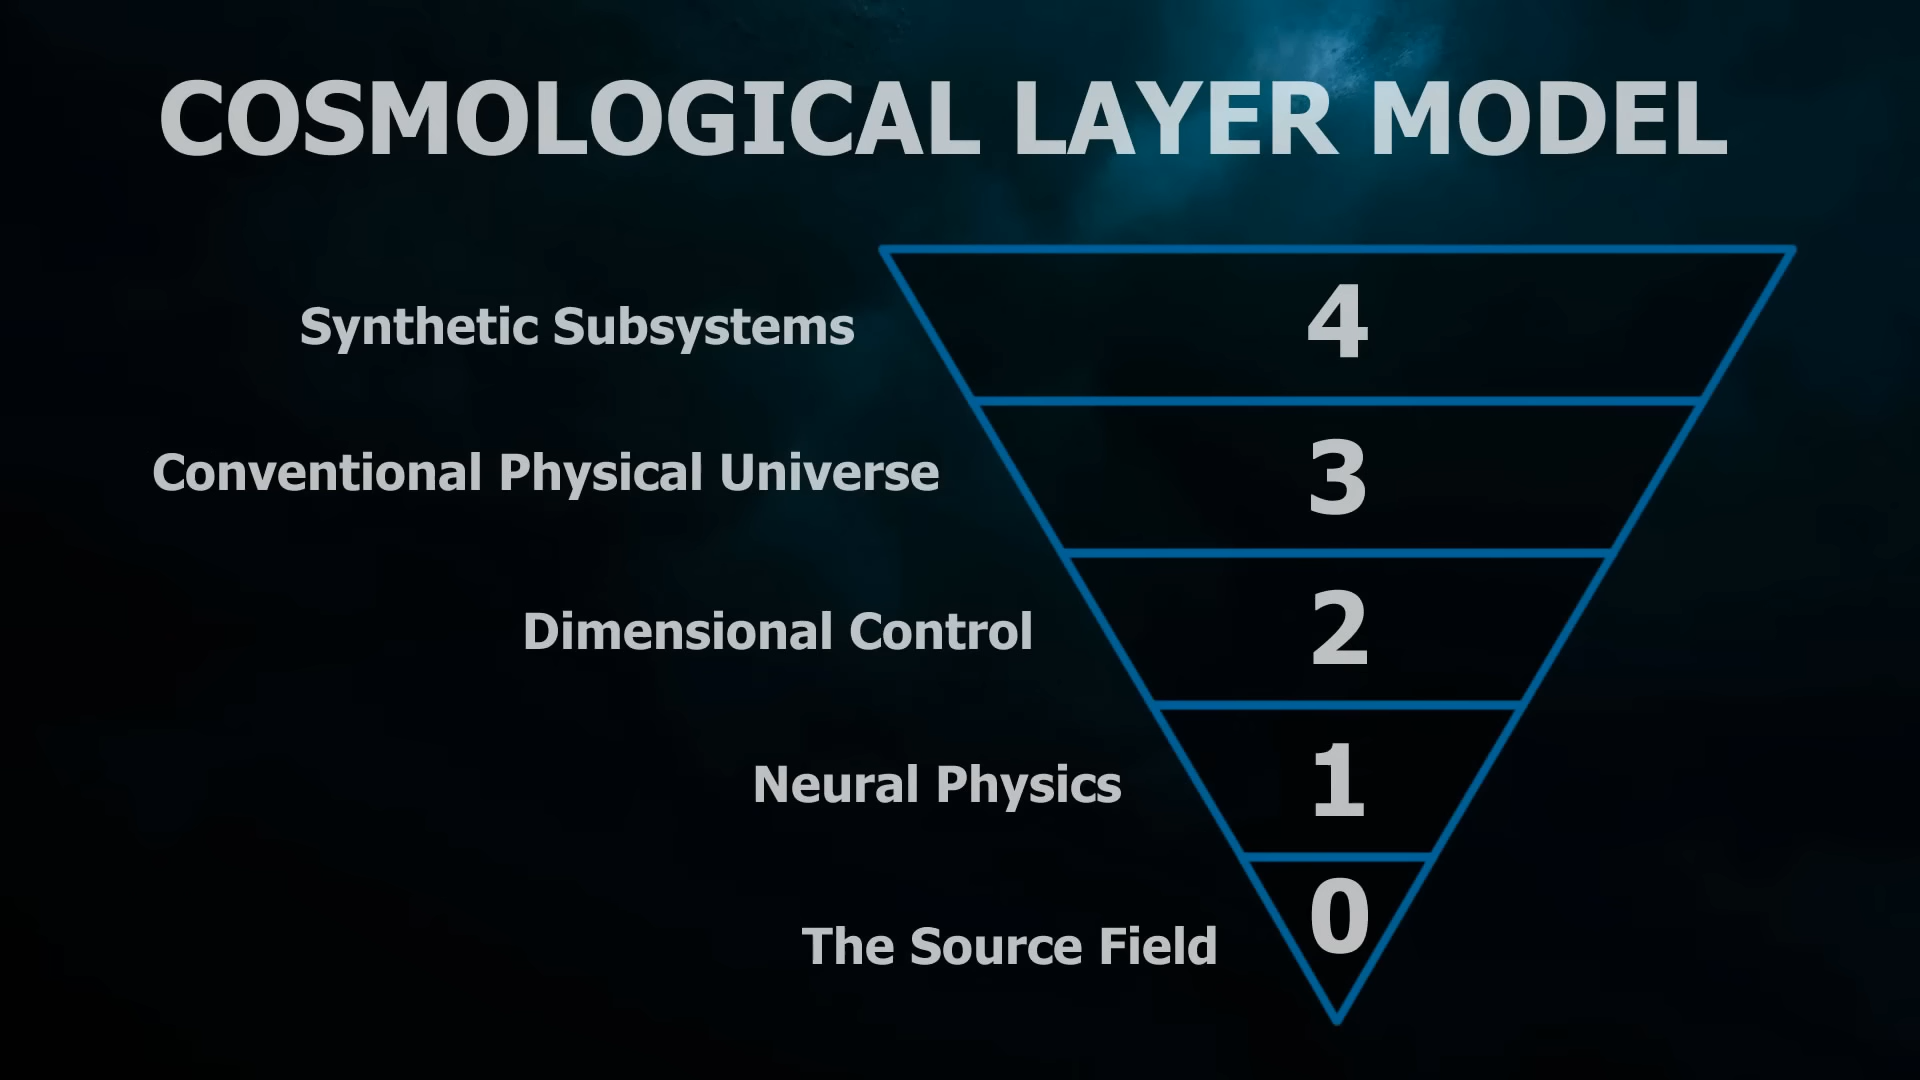 COSMOLOGICAL LAYER MODEL
Synthetic Subsystems 4
Conventional Physical Universe 3
Dimensional Control 2
Neural Physics 1
The Source Field 0